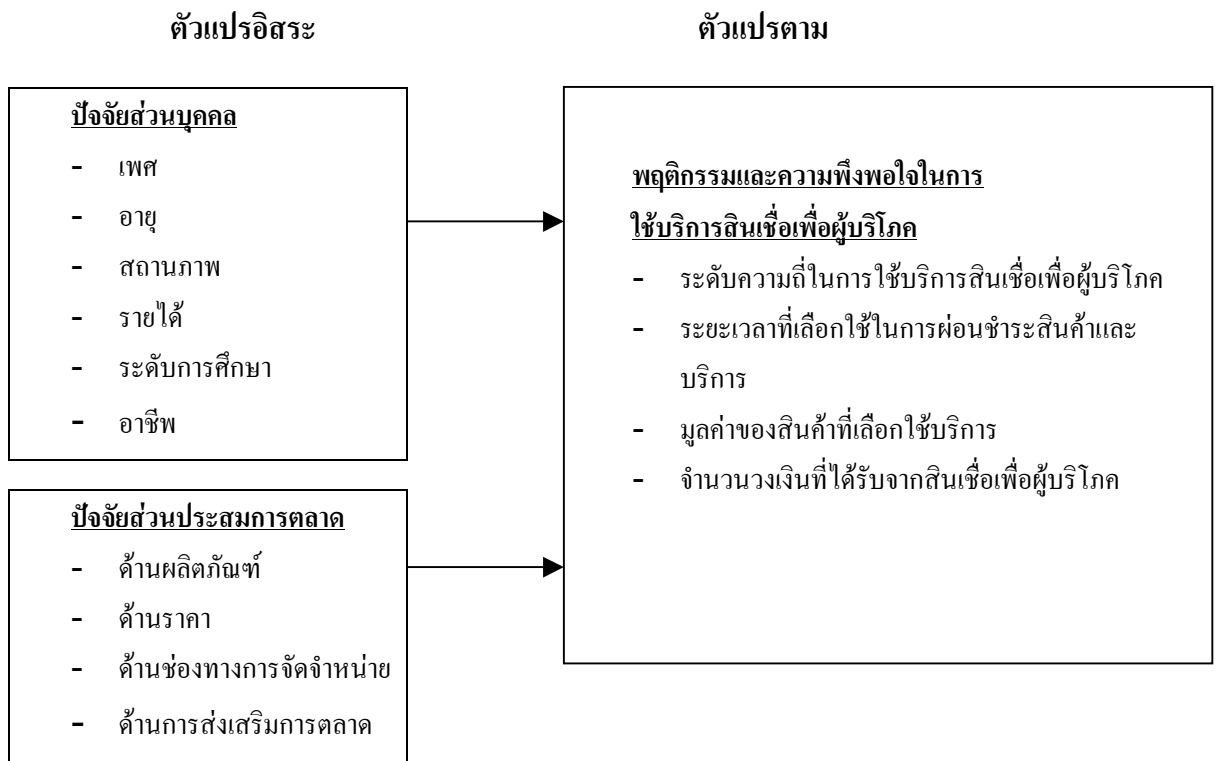 ตัวแปรอิสระ
ตัวแปรตาม
ปัจจัยส่วนบุคคล
- เพศ
- อายุ
- สถานภาพ
- รายได้
- ระดับการศึกษา
- อาชีพ
ปัจจัยส่วนประสมการตลาด
- ด้านผลิตภัณฑ์
- ด้านราคา
- ด้านช่องทางการจัดจำหน่าย
- ด้านการส่งเสริมการตลาด
พฤติกรรมและความพึงพอใจในการ
ใช้บริการสินเชื่อเพื่อผู้บริโภค
- ระดับความถี่ในการใช้บริการสินเชื่อเพื่อผู้บริโภค
- ระยะเวลาที่เลือกใช้ในการผ่อนชำระสินค้าและ
บริการ
- มูลค่าของสินค้าที่เลือกใช้บริการ
- จำนวนวงเงินที่ได้รับจากสินเชื่อเพื่อผู้บริโภค